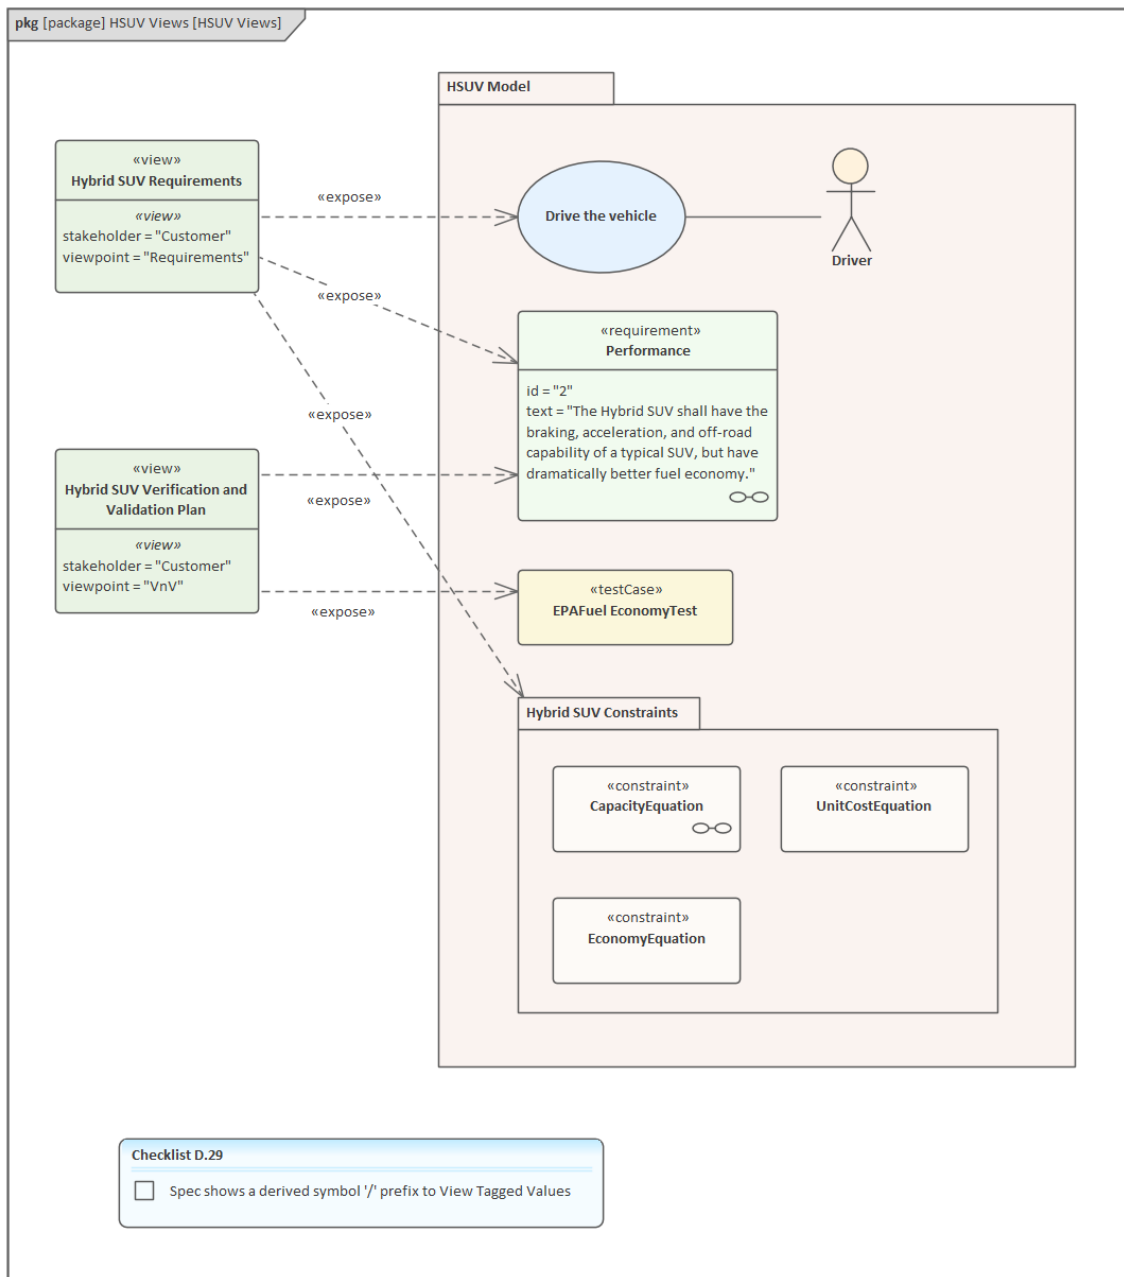 pkg [package] HSUV Views [HSUV Views]
HSUV Model
«view»
Hybrid SUV Requirements
«view»
stakeholder = "Customer"
viewpoint = "Requirements"
«expose»
Drive the vehicle
Driver
«expose»
«requirement»
Performance
id = "2"
text = "The Hybrid SUV shall have the
braking, acceleration, and off-road
capability of a typical SUV, but have
dramatically better fuel economy."
«expose»
«view»
Hybrid SUV Verification and
Validation Plan
«view»
stakeholder = "Customer"
viewpoint = "VnV"
«expose»
«expose»
«testCase»
EPAFuel EconomyTest
Hybrid SUV Constraints
«constraint»
CapacityEquation
«constraint»
UnitCostEquation
«constraint»
EconomyEquation
Checklist D.29
Spec shows a derived symbol '/' prefix to View Tagged Values